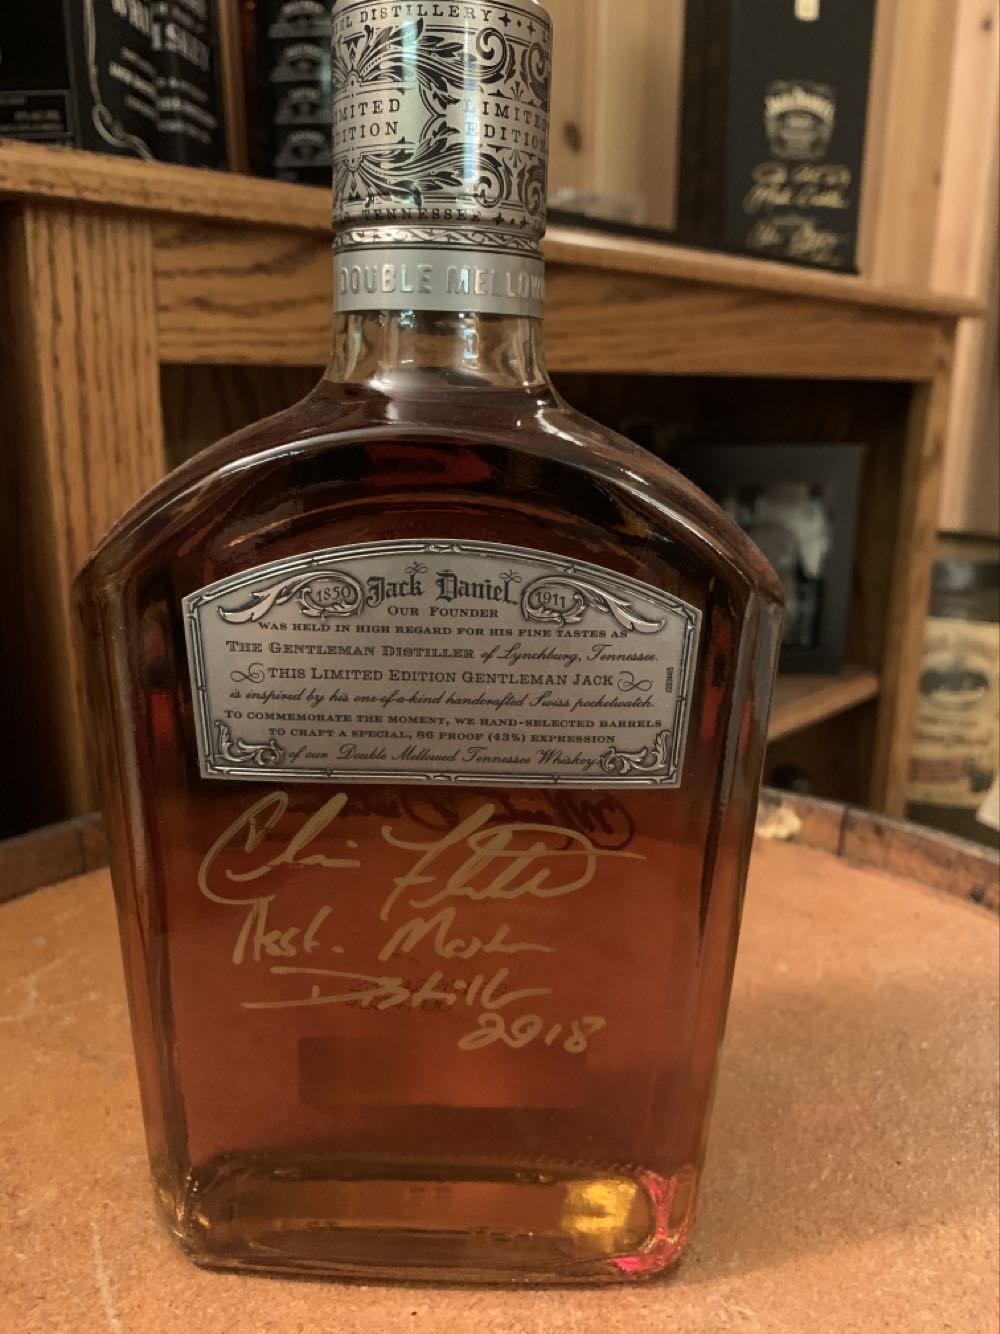 EL DISTILLERY
LIMITED
EDITION
LIMITED
EDITION
TENNESSEE
DOUBLE MELLOW
1850 Jack Daniel 1911
OUR FOUNDER
WAS HELD IN HIGH REGARD FOR HIS FINE TASTES AS
THE GENTLEMAN DISTILLER of Lynchburg, Tennessee.
THIS LIMITED EDITION GENTLEMAN JACK
is inspired by his one-of-a-kind handcrafted Swiss pocketwatch.
TO COMMEMORATE THE MOMENT, WE HAND-SELECTED BARRELS
TO CRAFT A SPECIAL, 86 PROOF (43%) EXPRESSION
of our Double Mellowed Tennessee Whiskey.
Chris Fletcher
Asst. Master
Distiller
2018